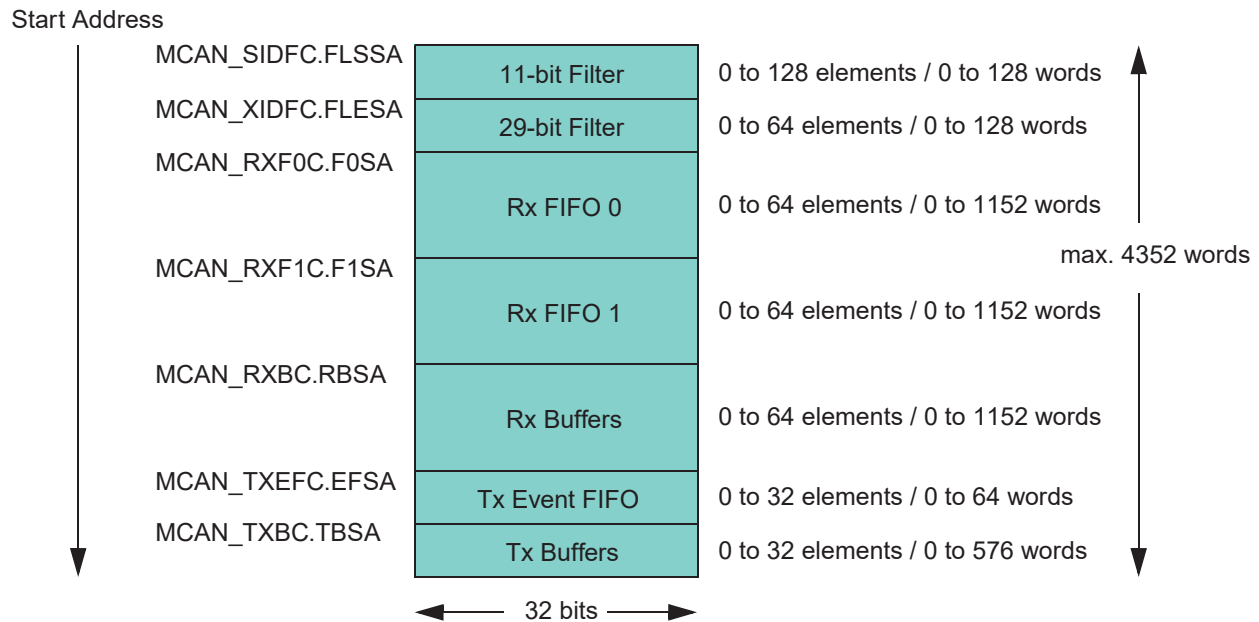 Start Address
MCAN_SIDFC.FLSSA
11-bit Filter
0 to 128 elements / 0 to 128 words
MCAN_XIDFC.FLESA
29-bit Filter
0 to 64 elements / 0 to 128 words
MCAN_RXF0C.F0SA
Rx FIFO 0
0 to 64 elements / 0 to 1152 words
max. 4352 words
MCAN_RXF1C.F1SA
Rx FIFO 1
0 to 64 elements / 0 to 1152 words
MCAN_RXBC.RBSA
Rx Buffers
0 to 64 elements / 0 to 1152 words
MCAN_TXEFC.EFSA
Tx Event FIFO
0 to 32 elements / 0 to 64 words
MCAN_TXBC.TBSA
Tx Buffers
0 to 32 elements / 0 to 576 words
32 bits